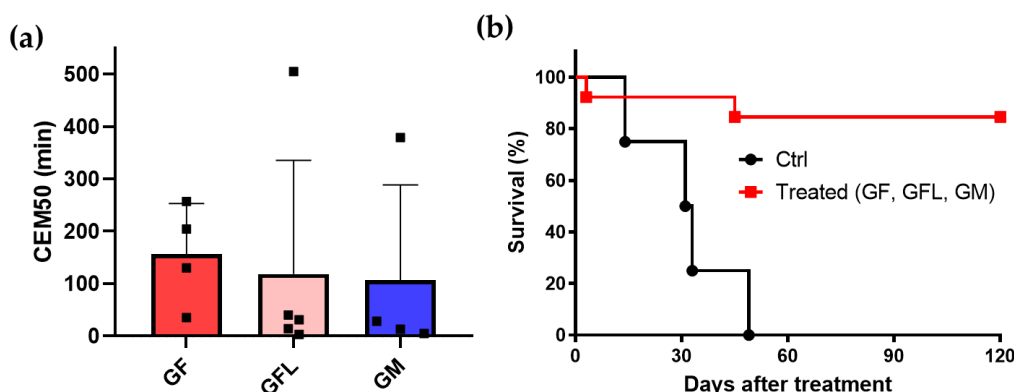 (a)
CEM50 (min)
500
400
300
200
100
0
GF
GFL
GM
(b)
Survival (%)
100
80
60
40
20
0
Ctrl
Treated (GF, GFL, GM)
0
30
60
90
120
Days after treatment